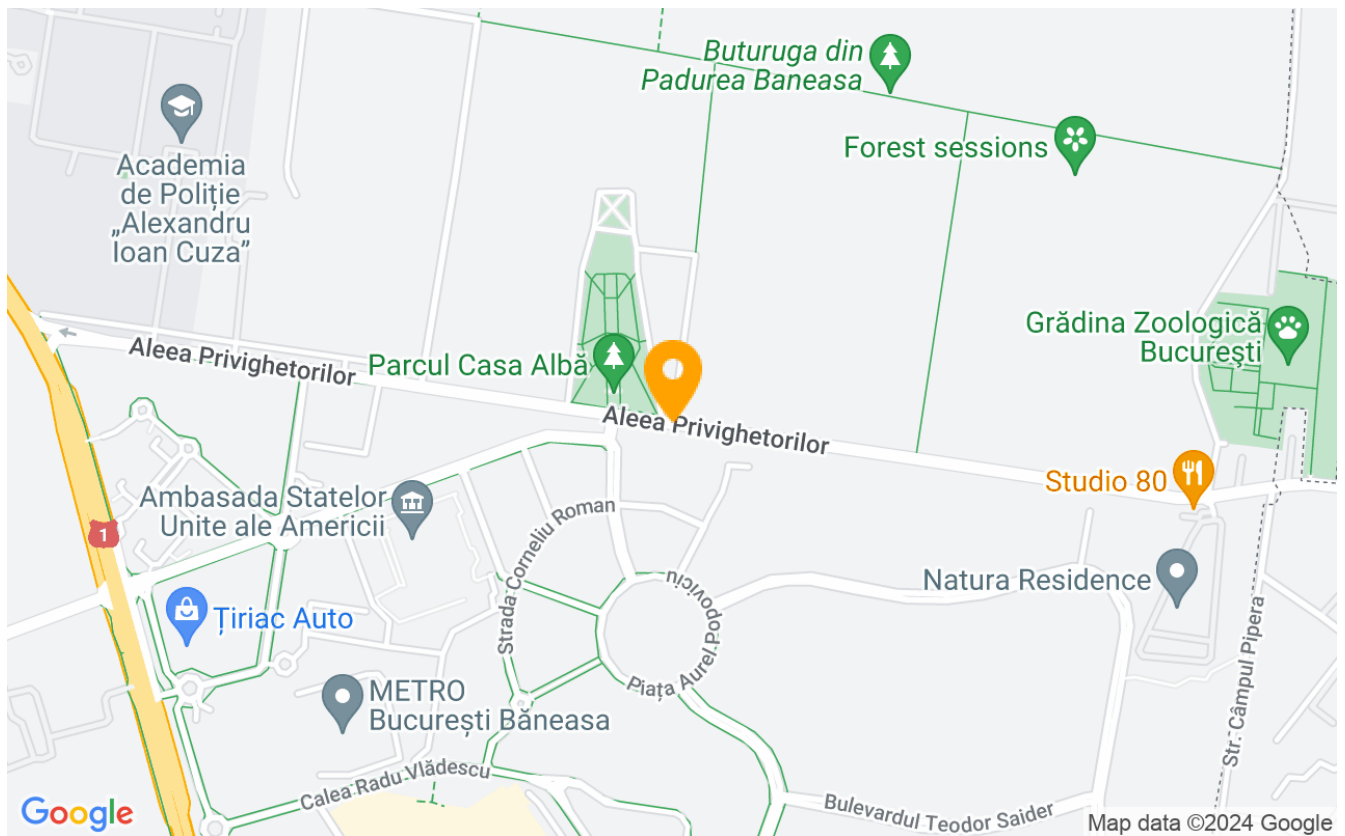 Buturuga din
Padurea Baneasa
Academia
de Poliție
„Alexandru
Ioan Cuza”
Forest sessions
Grădina Zoologică
București
Aleea Privighetorilor
Parcul Casa Albă
Aleea Privighetorilor
Studio 80
Ambasada Statelor
Unite ale Americii
1
Strada Corneliu Roman
Natura Residence
Țiriac Auto
Piața Aurel Popoviciu
Str. Câmpul Pipera
METRO
București Băneasa
Calea Radu Vlădescu
Bulevardul Teodor Saider
Google
Map data ©2024 Google